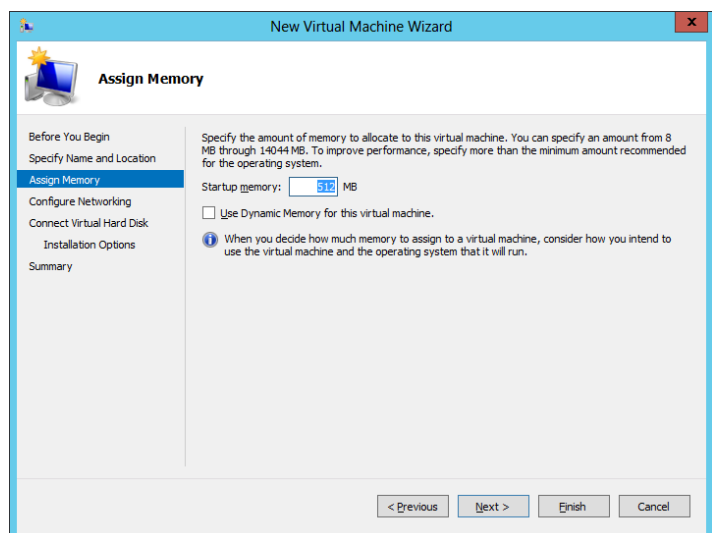 New Virtual Machine Wizard
x
Assign Memory
Before You Begin
Specify Name and Location
Assign Memory
Configure Networking
Connect Virtual Hard Disk
Installation Options
Summary
Specify the amount of memory to allocate to this virtual machine. You can specify an amount from 8
MB through 14044 MB. To improve performance, specify more than the minimum amount recommended
for the operating system.
Startup memory: 512 MB
Use Dynamic Memory for this virtual machine.
When you decide how much memory to assign to a virtual machine, consider how you intend to
use the virtual machine and the operating system that it will run.
< Previous Next > Finish Cancel